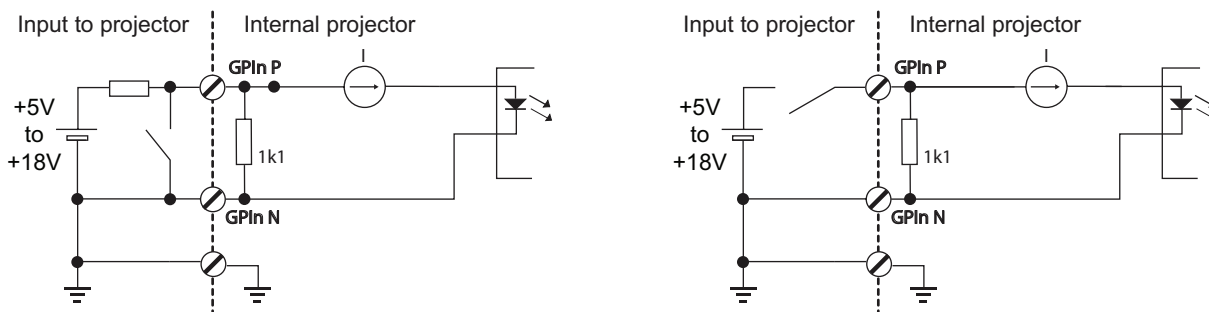 Input to projector
Internal projector
I
GPIn P
+5V
to
+18V
1k1
GPIn N
Input to projector
Internal projector
I
GPIn P
+5V
to
+18V
1k1
GPIn N